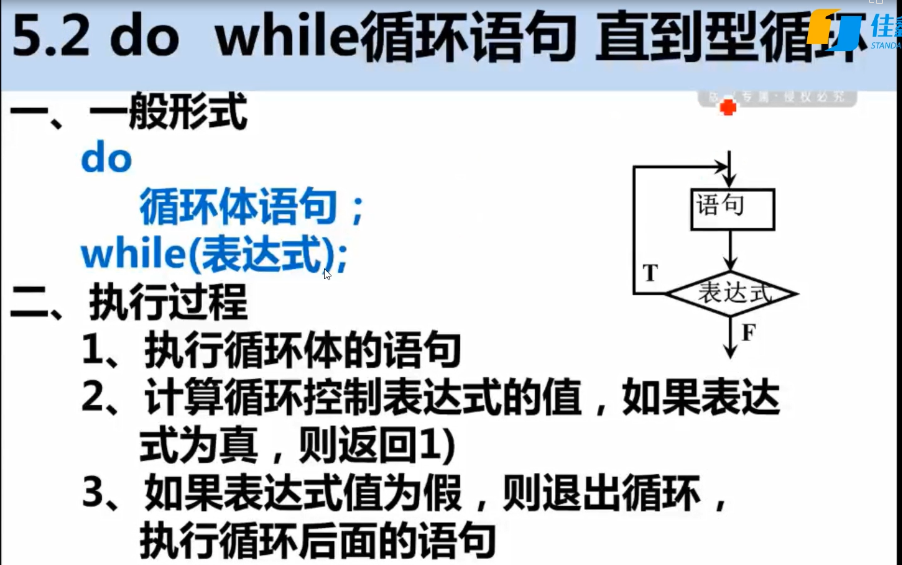 5.2 do while循环语句 直到型循环
佳
STANDA
专属·侵权必究
一、一般形式
do
循环体语句；
while(表达式);
二、执行过程
1、执行循环体的语句
2、计算循环控制表达式的值，如果表达
式为真，则返回1)
3、如果表达式值为假，则退出循环，
执行循环后面的语句
语句
T
表达式
F